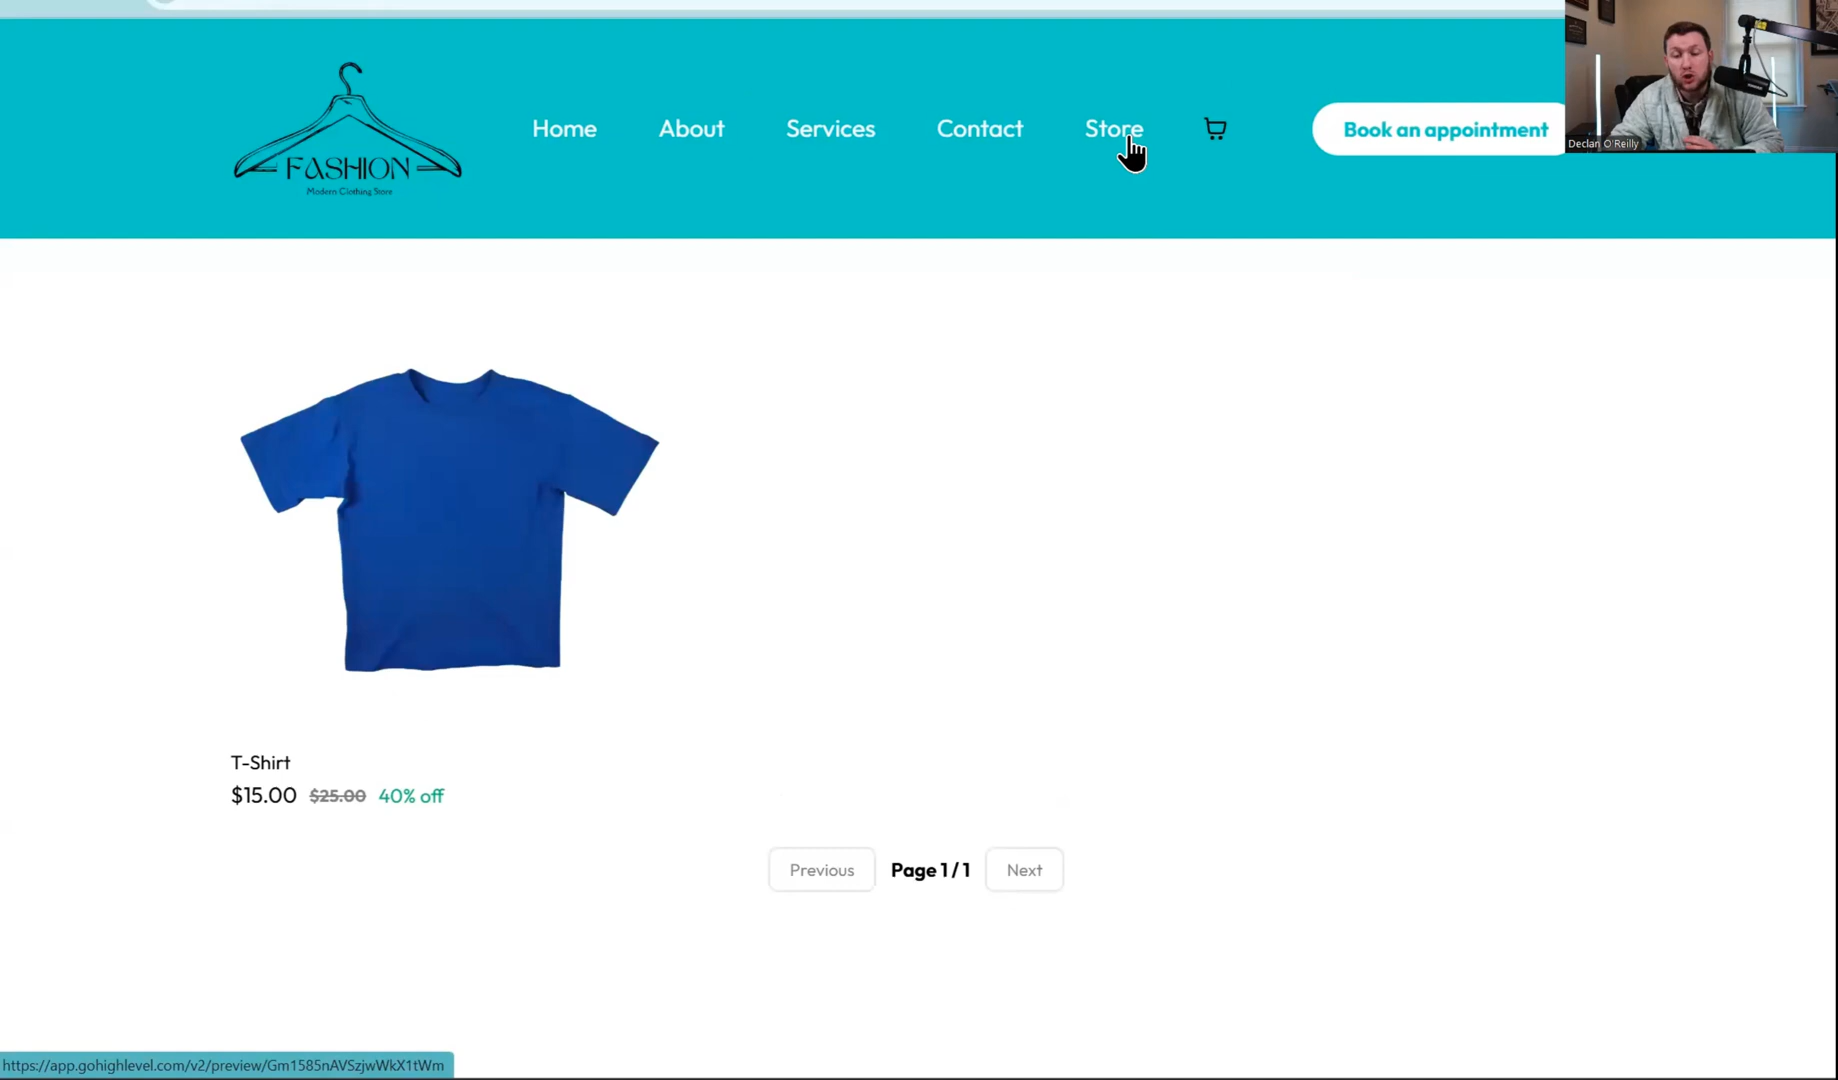 FASHION
Modern Clothing Store
Home
About
Services
Contact
Store
Book an appointment
Declan O'Reilly
T-Shirt
$15.00 $25.00 40% off
Previous
Page 1 / 1
Next
https://app.gohighlevel.com/v2/preview/Gm1585nAVSzjwWkX1tWm